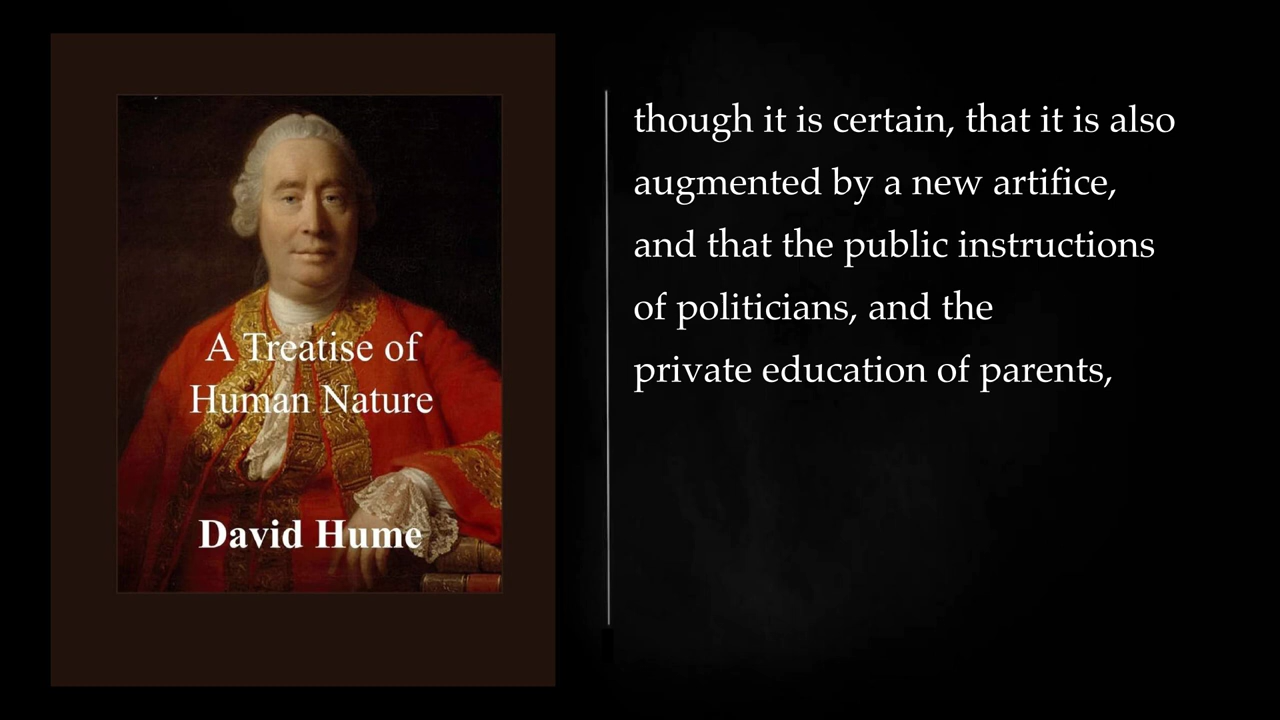 A Treatise of
Human Nature
David Hume
though it is certain, that it is also
augmented by a new artifice,
and that the public instructions
of politicians, and the
private education of parents,